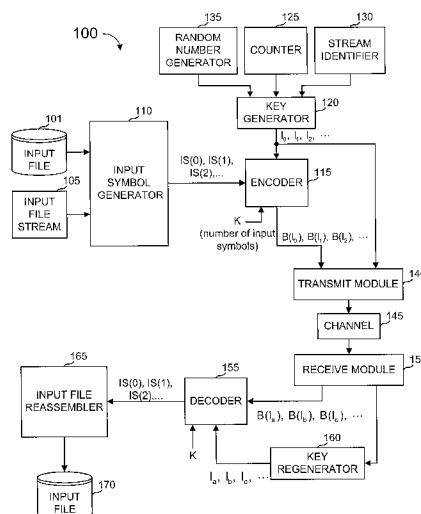 100
135
125
130
RANDOM
NUMBER
GENERATOR
COUNTER
STREAM
IDENTIFIER
120
KEY
GENERATOR
I0, I1, I2, ...
101
INPUT
FILE
105
INPUT
FILE
STREAM
110
INPUT
SYMBOL
GENERATOR
IS(0), IS(1),
IS(2),...
115
ENCODER
K
(number of input
symbols)
B(I0), B(I1), B(I2), ...
TRANSMIT MODULE
145
CHANNEL
RECEIVE MODULE
165
INPUT FILE
REASSEMBLER
IS(0), IS(1),
IS(2),...
155
DECODER
B(Ia), B(Ib), B(Ic), ...
K
160
KEY
REGENERATOR
Ia, Ib, Ic, ...
170
INPUT
FILE